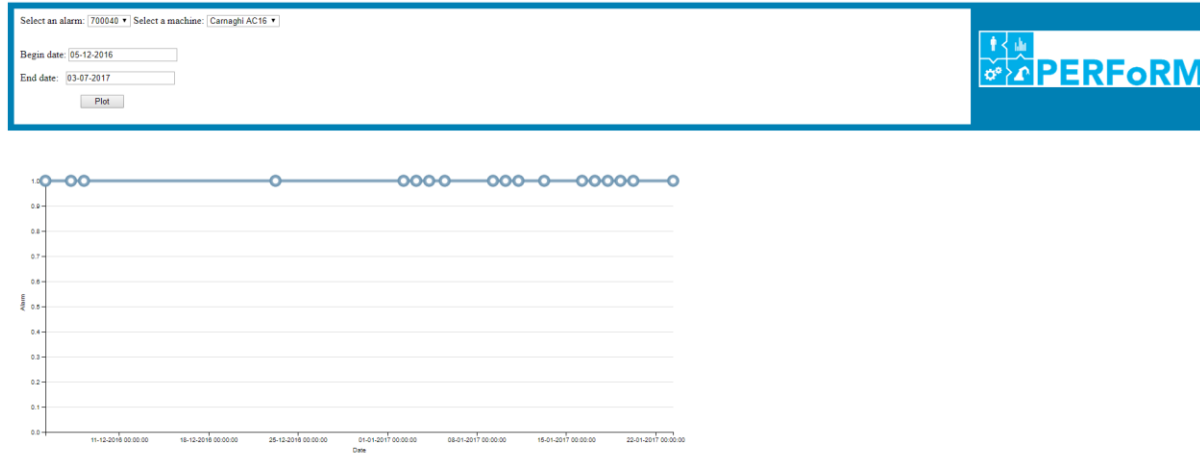 Select an alarm: 700040 Select a machine: Carnaghi AC16
Begin date: 05-12-2016
End date: 03-07-2017
Plot
PERFoRM
1.0
0.9
0.8
0.7
0.6
0.5
0.4
0.3
0.2
0.1
0.0
Alarm
11-12-2016 00:00:00 18-12-2016 00:00:00 25-12-2016 00:00:00 01-01-2017 00:00:00 08-01-2017 00:00:00 15-01-2017 00:00:00 22-01-2017 00:00:00
Date